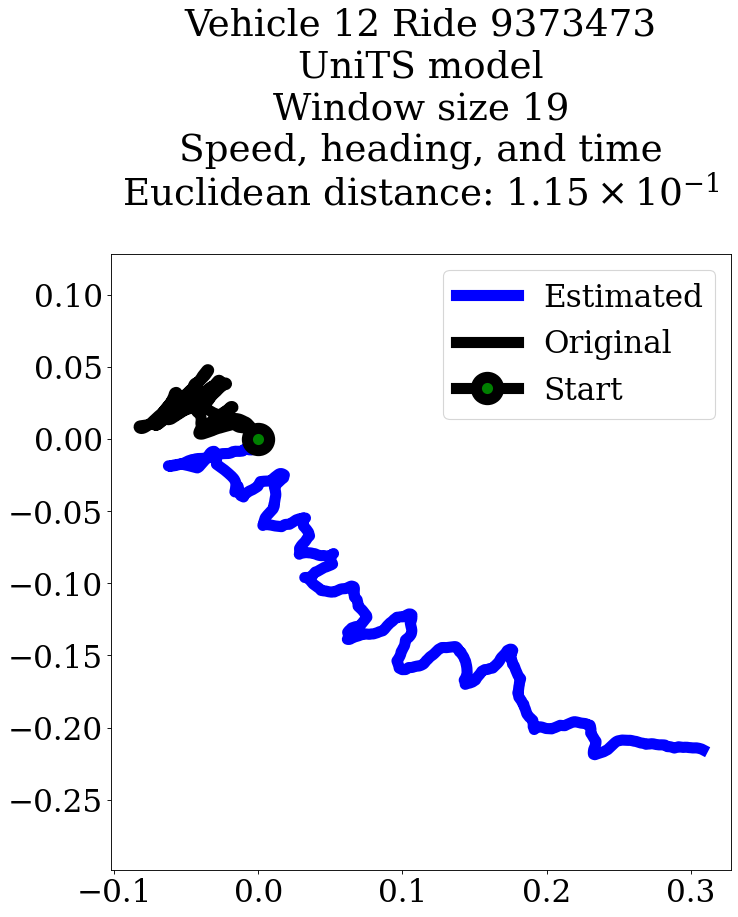 Vehicle 12 Ride 9373473
UniTS model
Window size 19
Speed, heading, and time
Euclidean distance: $1.15 \times 10^{-1}$
Estimated
Original
Start
0.10
0.05
0.00
−0.05
−0.10
−0.15
−0.20
−0.25
−0.1
0.0
0.1
0.2
0.3